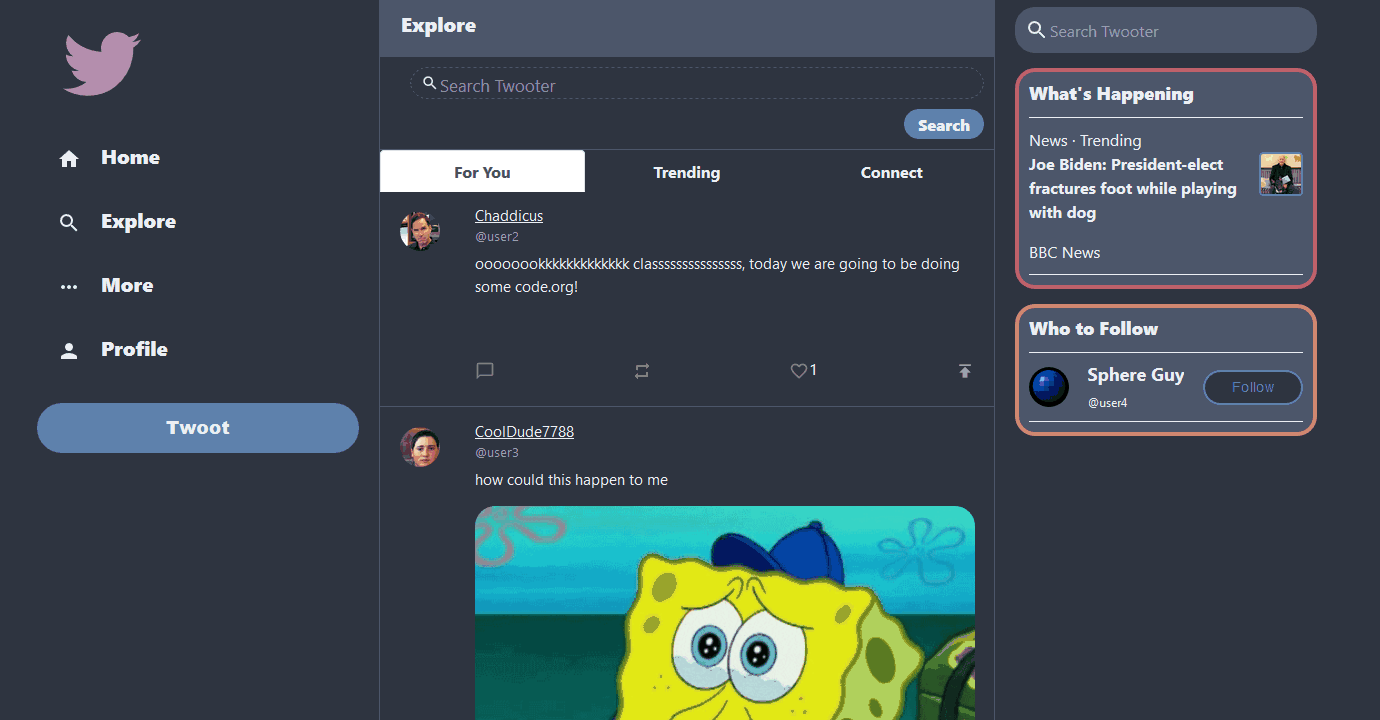 Home
Explore
More
Profile
Twoot
Explore
Search Twooter
Search
For You
Trending
Connect
Chaddicus
@user2
oooooookkkkkkkkkkkkk classsssssssssssss, today we are going to be doing
some code.org!
1
CoolDude7788
@user3
how could this happen to me
Search Twooter
What's Happening
News · Trending
Joe Biden: President-elect
fractures foot while playing
with dog
BBC News
Who to Follow
Sphere Guy
@user4
Follow